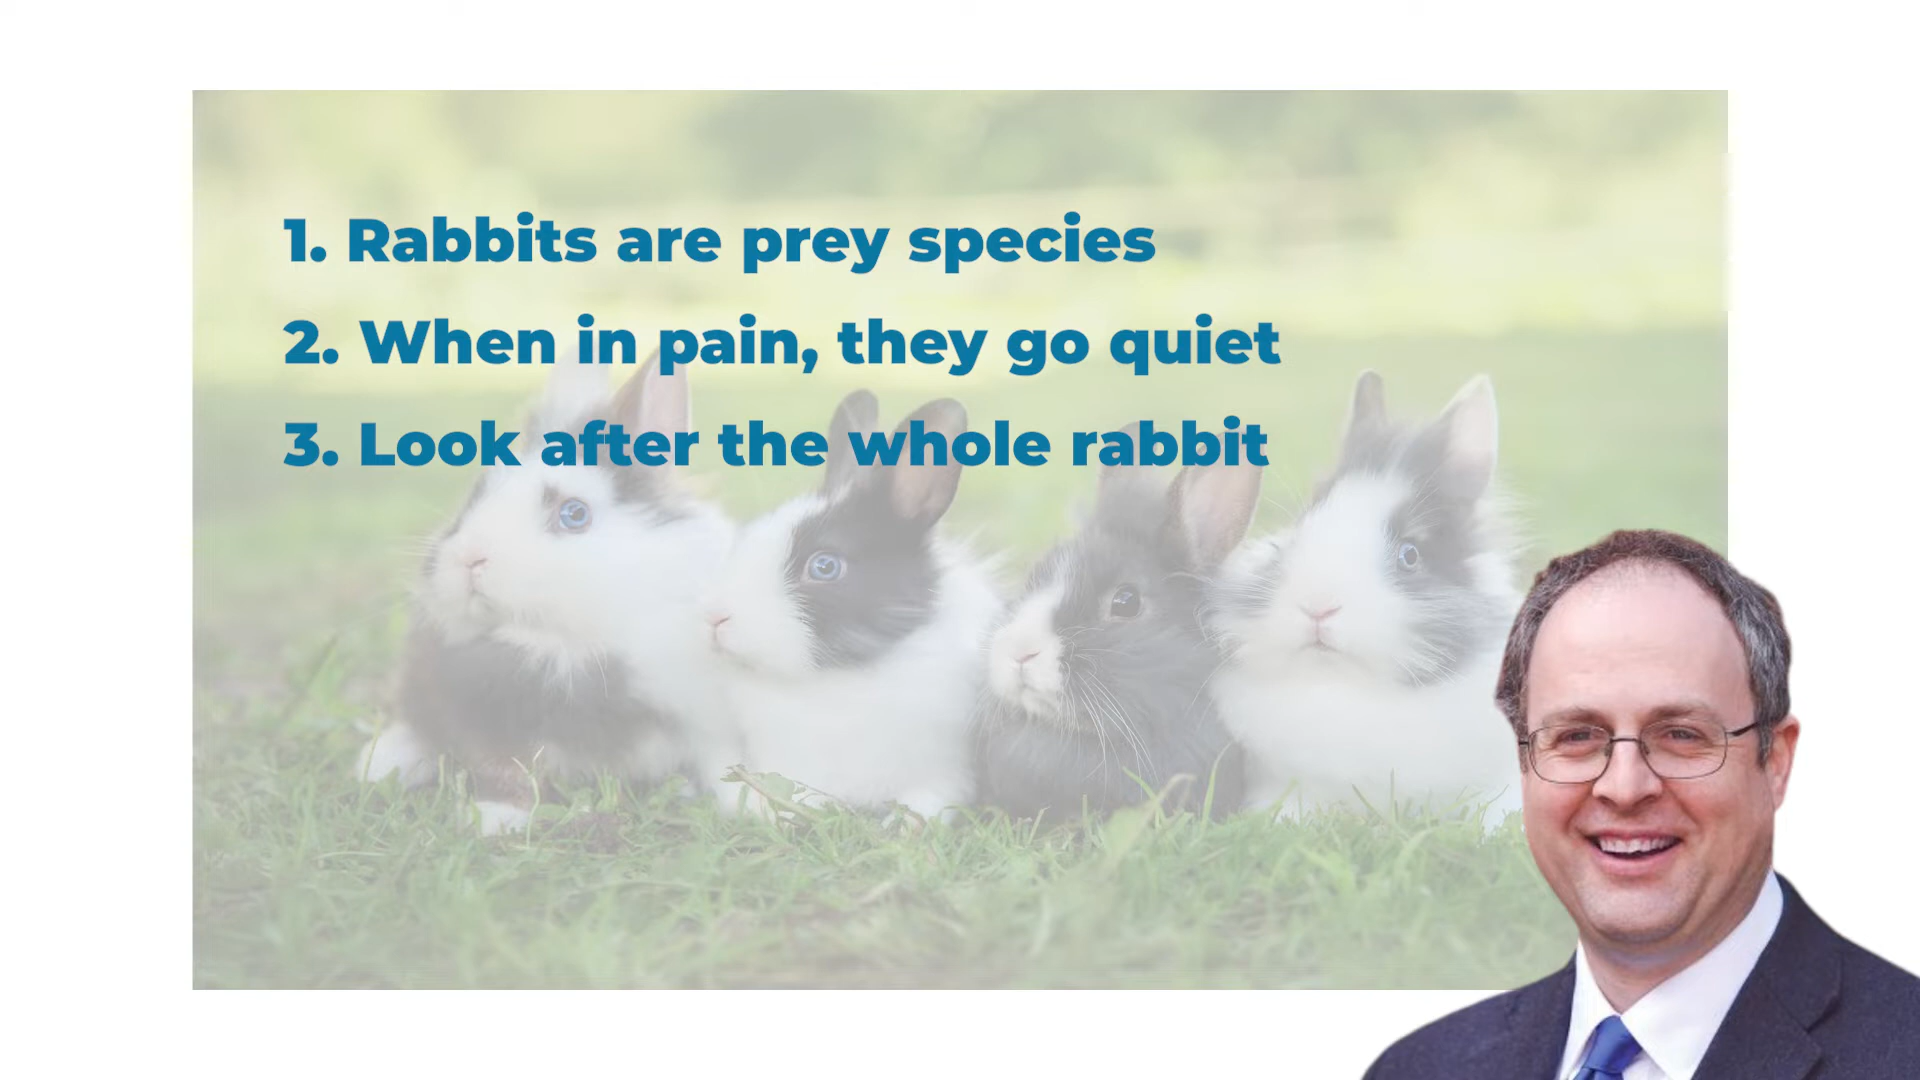 1. Rabbits are prey species
2. When in pain, they go quiet
3. Look after the whole rabbit